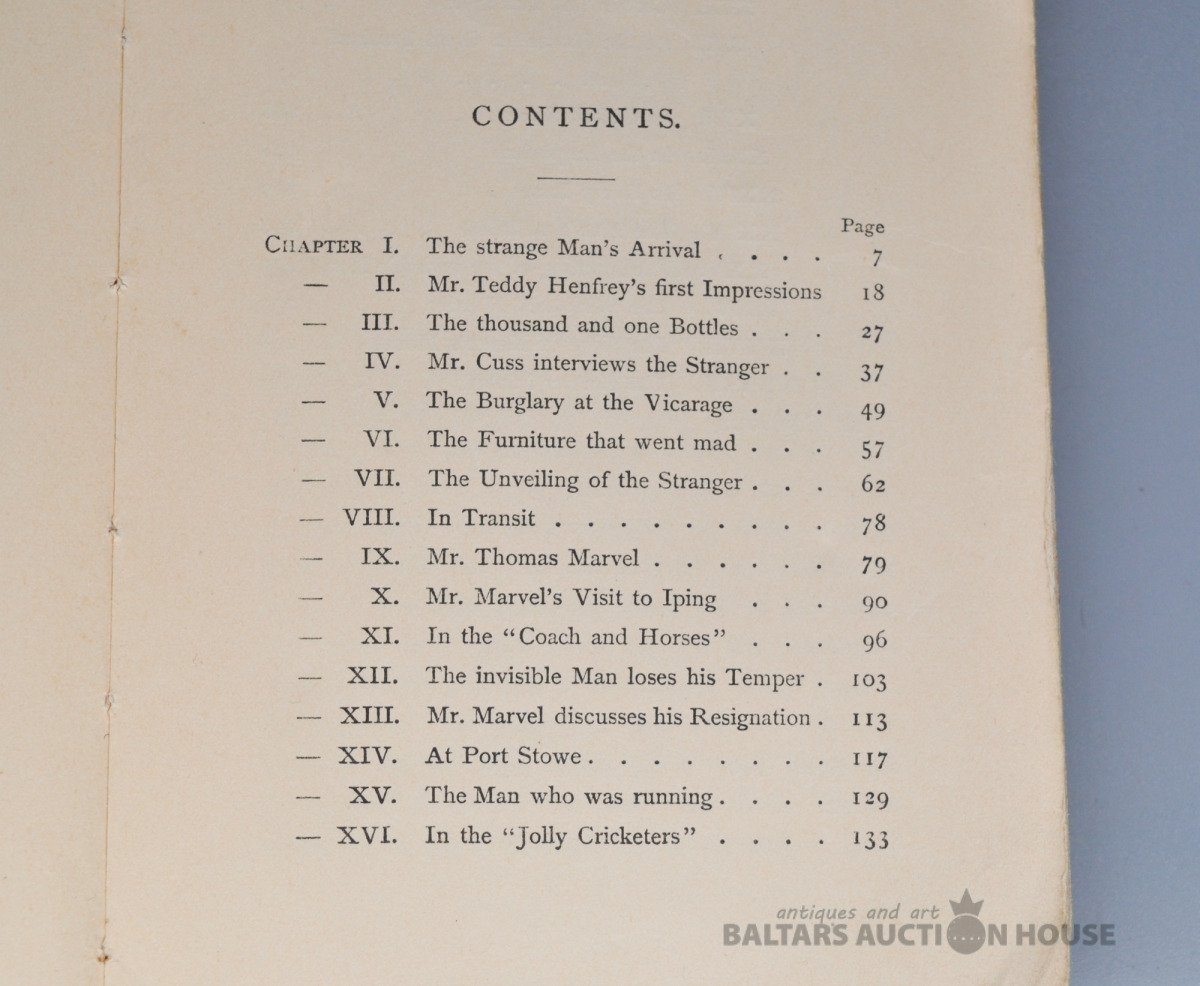 CONTENTS.
Page
CHAPTER I. The strange Man's Arrival . . . . 7
— II. Mr. Teddy Henfrey's first Impressions 18
— III. The thousand and one Bottles . . . 27
— IV. Mr. Cuss interviews the Stranger . . 37
— V. The Burglary at the Vicarage . . . 49
— VI. The Furniture that went mad . . . 57
— VII. The Unveiling of the Stranger . . . 62
— VIII. In Transit . . . . . . . . . 78
— IX. Mr. Thomas Marvel . . . . . . 79
— X. Mr. Marvel's Visit to Iping . . . 90
— XI. In the "Coach and Horses" . . . 96
— XII. The invisible Man loses his Temper . 103
— XIII. Mr. Marvel discusses his Resignation . 113
— XIV. At Port Stowe . . . . . . . . 117
— XV. The Man who was running . . . . 129
— XVI. In the "Jolly Cricketers" . . . . 133
antiques and art
BALTARS AUCTION HOUSE